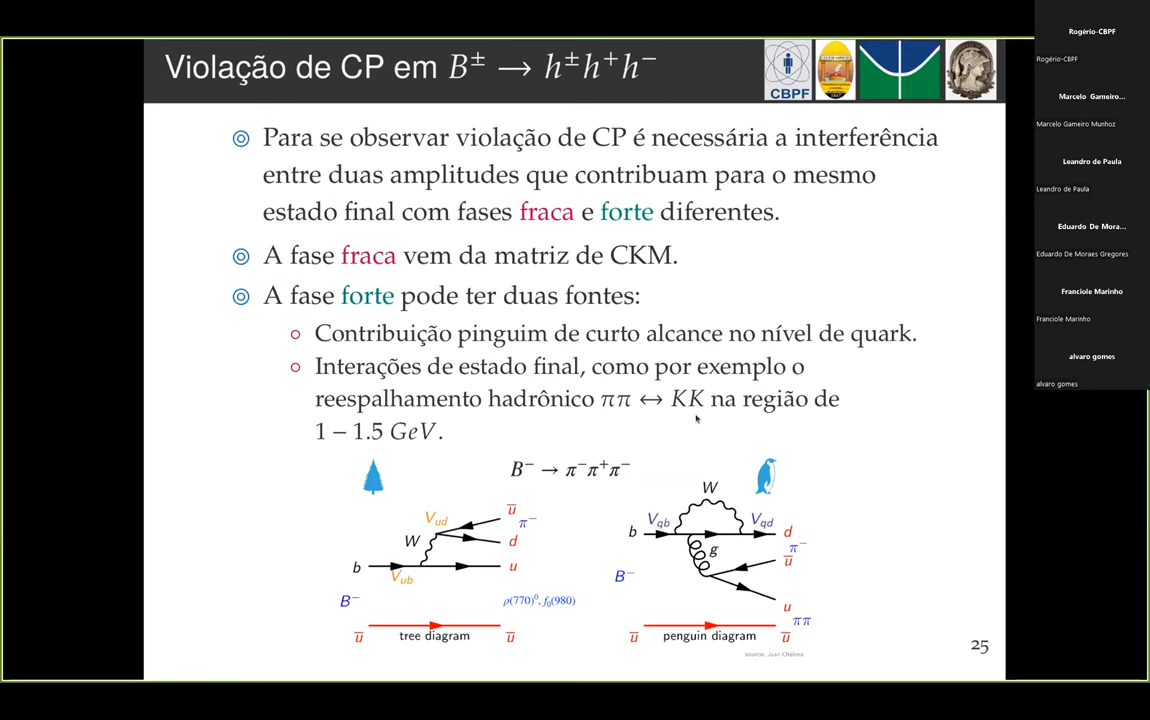 Violação de CP em B± → h±h+h−
CBPF
Para se observar violação de CP é necessária a interferência
entre duas amplitudes que contribuam para o mesmo
estado final com fases fraca e forte diferentes.
A fase fraca vem da matriz de CKM.
A fase forte pode ter duas fontes:
Contribuição pinguim de curto alcance no nível de quark.
Interações de estado final, como por exemplo o
reespalhamento hadrônico ππ ↔ KK na região de
1 − 1.5 GeV.
B− → π−π+π−
V_ud
u̅
π−
W
d
b
u
V_ub
B−
ρ(770)⁰, f₀(980)
u̅
tree diagram
u̅
W
b
V_qb
V_qd
d
g
π−
u̅
B−
u
ππ
u̅
penguin diagram
u̅
source: Juan Otalora
25
Rogério-CBPF
Rogério-CBPF
Marcelo Gameiro...
Marcelo Gameiro Munhoz
Leandro de Paula
Leandro de Paula
Eduardo De Mora...
Eduardo De Moraes Gregores
Franciole Marinho
Franciole Marinho
alvaro gomes
alvaro gomes